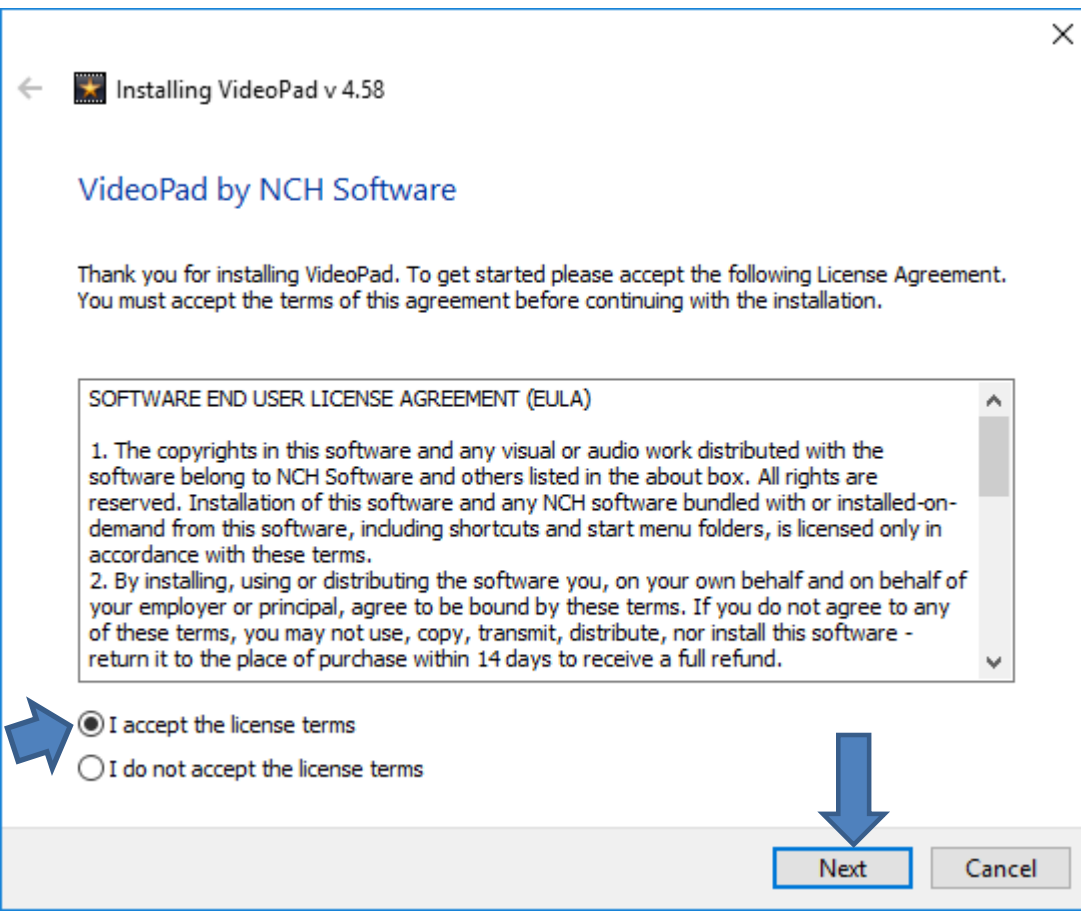 Installing VideoPad v 4.58
VideoPad by NCH Software
Thank you for installing VideoPad. To get started please accept the following License Agreement.
You must accept the terms of this agreement before continuing with the installation.
SOFTWARE END USER LICENSE AGREEMENT (EULA)
1. The copyrights in this software and any visual or audio work distributed with the
software belong to NCH Software and others listed in the about box. All rights are
reserved. Installation of this software and any NCH software bundled with or installed-on-
demand from this software, including shortcuts and start menu folders, is licensed only in
accordance with these terms.
2. By installing, using or distributing the software you, on your own behalf and on behalf of
your employer or principal, agree to be bound by these terms. If you do not agree to any
of these terms, you may not use, copy, transmit, distribute, nor install this software -
return it to the place of purchase within 14 days to receive a full refund.
I accept the license terms
I do not accept the license terms
Next
Cancel